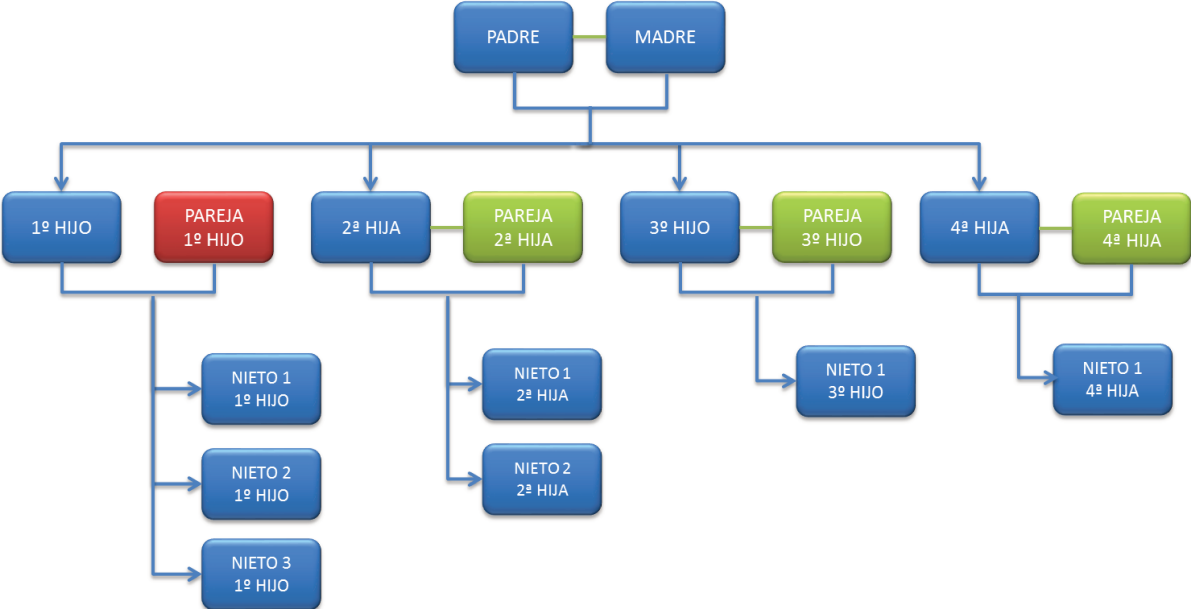 PADRE
MADRE
1º HIJO
PAREJA
1º HIJO
2ª HIJA
PAREJA
2ª HIJA
3º HIJO
PAREJA
3º HIJO
4ª HIJA
PAREJA
4ª HIJA
NIETO 1
1º HIJO
NIETO 2
1º HIJO
NIETO 3
1º HIJO
NIETO 1
2ª HIJA
NIETO 2
2ª HIJA
NIETO 1
3º HIJO
NIETO 1
4ª HIJA